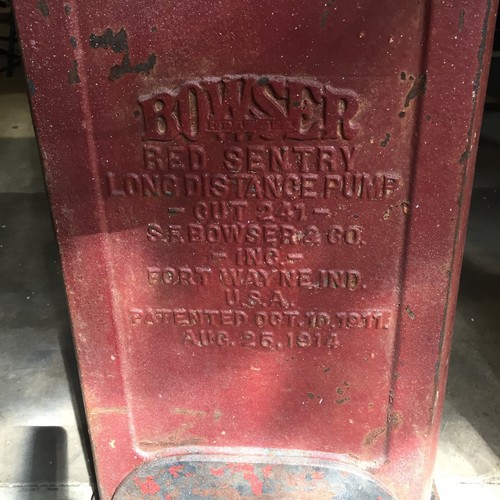 BOWSER
RED SENTRY
LONG DISTANCE PUMP
- CUT 241 -
S.F. BOWSER & CO.
- INC. -
FORT WAYNE, IND.
U.S.A.
PATENTED OCT. 10, 1911.
AUG. 25, 1914